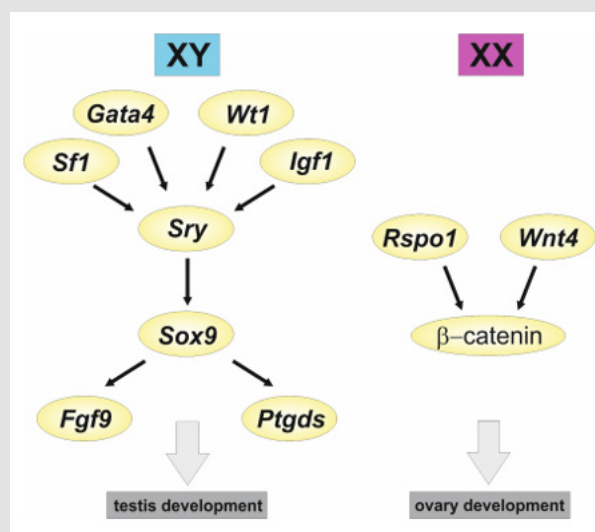 XY
XX
Gata4
Wt1
Sf1
Igf1
Sry
Rspo1
Wnt4
Sox9
β–catenin
Fgf9
Ptgds
testis development
ovary development